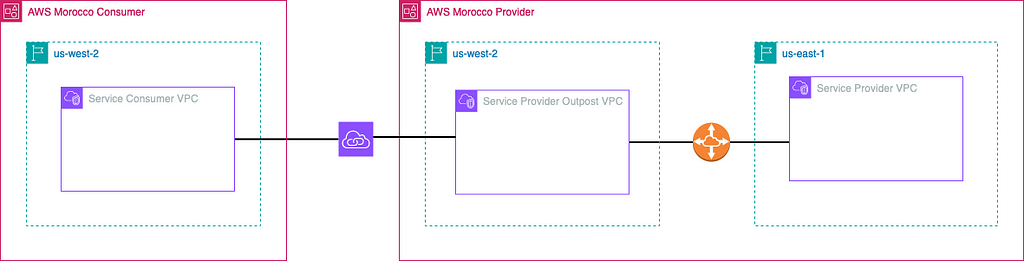 AWS Morocco Consumer
us-west-2
Service Consumer VPC
AWS Morocco Provider
us-west-2
Service Provider Outpost VPC
us-east-1
Service Provider VPC